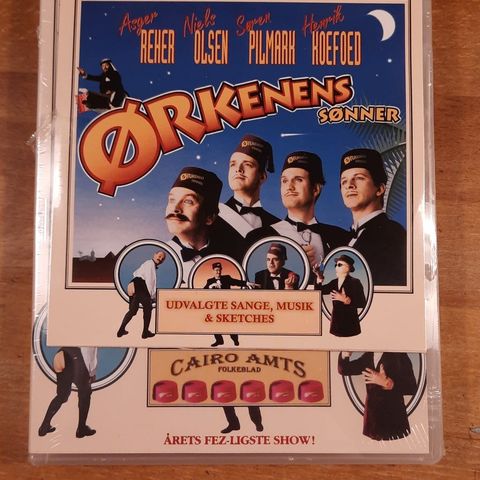 Asger Niels Søren Henrik
REHER OLSEN PILMARK KOEFOED
ØRKENENS
SØNNER
UDVALGTE SANGE, MUSIK
& SKETCHES
CAIRO AMTS
FOLKEBLAD
ÅRETS FEZ-LIGSTE SHOW!